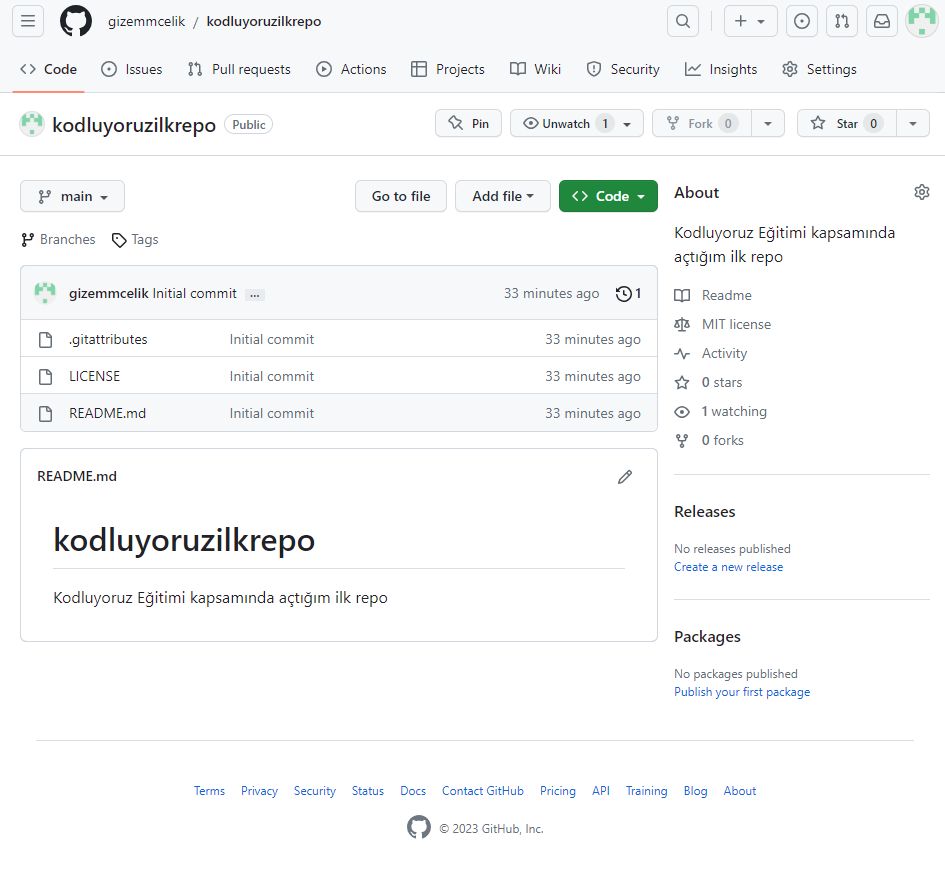 gizemmcelik / kodluyoruzilkrepo
Code Issues Pull requests Actions Projects Wiki Security Insights Settings
kodluyoruzilkrepo Public Pin Unwatch 1 Fork 0 Star 0
main Go to file Add file Code
Branches Tags
gizemmcelik Initial commit ... 33 minutes ago 1
.gitattributes Initial commit 33 minutes ago
LICENSE Initial commit 33 minutes ago
README.md Initial commit 33 minutes ago
README.md
kodluyoruzilkrepo
Kodluyoruz Eğitimi kapsamında açtığım ilk repo
About
Kodluyoruz Eğitimi kapsamında
açtığım ilk repo
Readme
MIT license
Activity
0 stars
1 watching
0 forks
Releases
No releases published
Create a new release
Packages
No packages published
Publish your first package
Terms Privacy Security Status Docs Contact GitHub Pricing API Training Blog About
© 2023 GitHub, Inc.